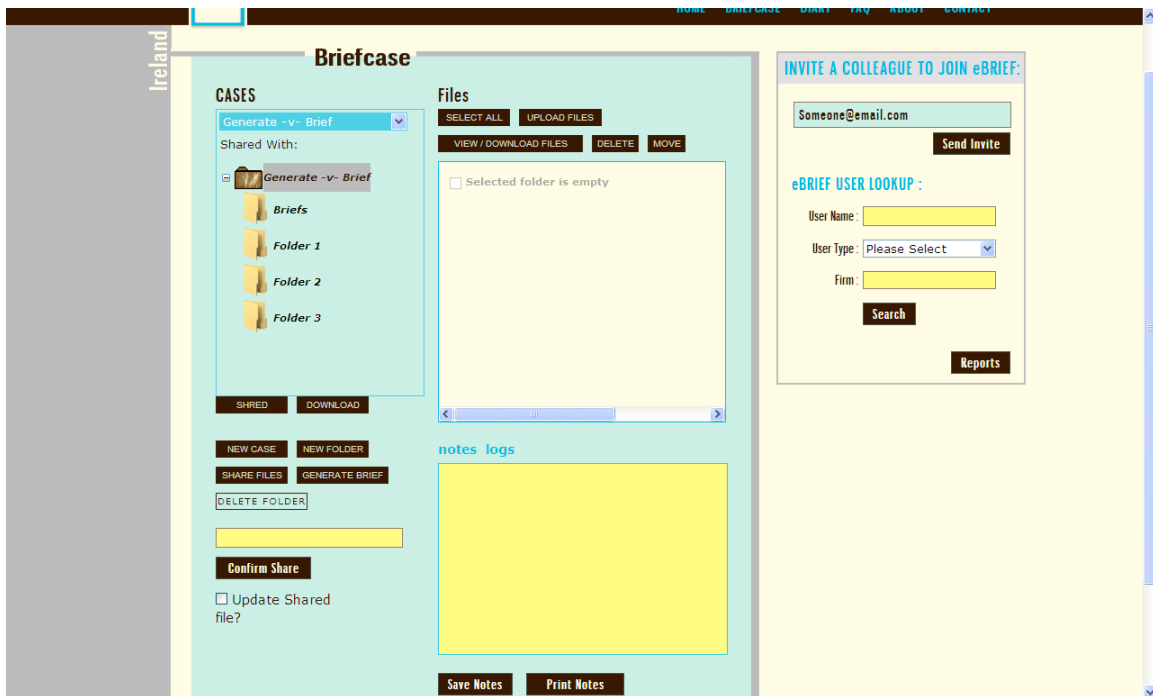 HOME BRIEFCASE DIARY FAQ ABOUT CONTACT
Ireland
Briefcase
CASES
Generate -v- Brief
Shared With:
Generate -v- Brief
Briefs
Folder 1
Folder 2
Folder 3
SHRED DOWNLOAD
NEW CASE NEW FOLDER
SHARE FILES GENERATE BRIEF
DELETE FOLDER
Confirm Share
Update Shared
file?
Files
SELECT ALL UPLOAD FILES
VIEW / DOWNLOAD FILES DELETE MOVE
Selected folder is empty
notes logs
Save Notes Print Notes
INVITE A COLLEAGUE TO JOIN eBRIEF:
Someone@email.com
Send Invite
eBRIEF USER LOOKUP :
User Name :
User Type : Please Select
Firm :
Search
Reports